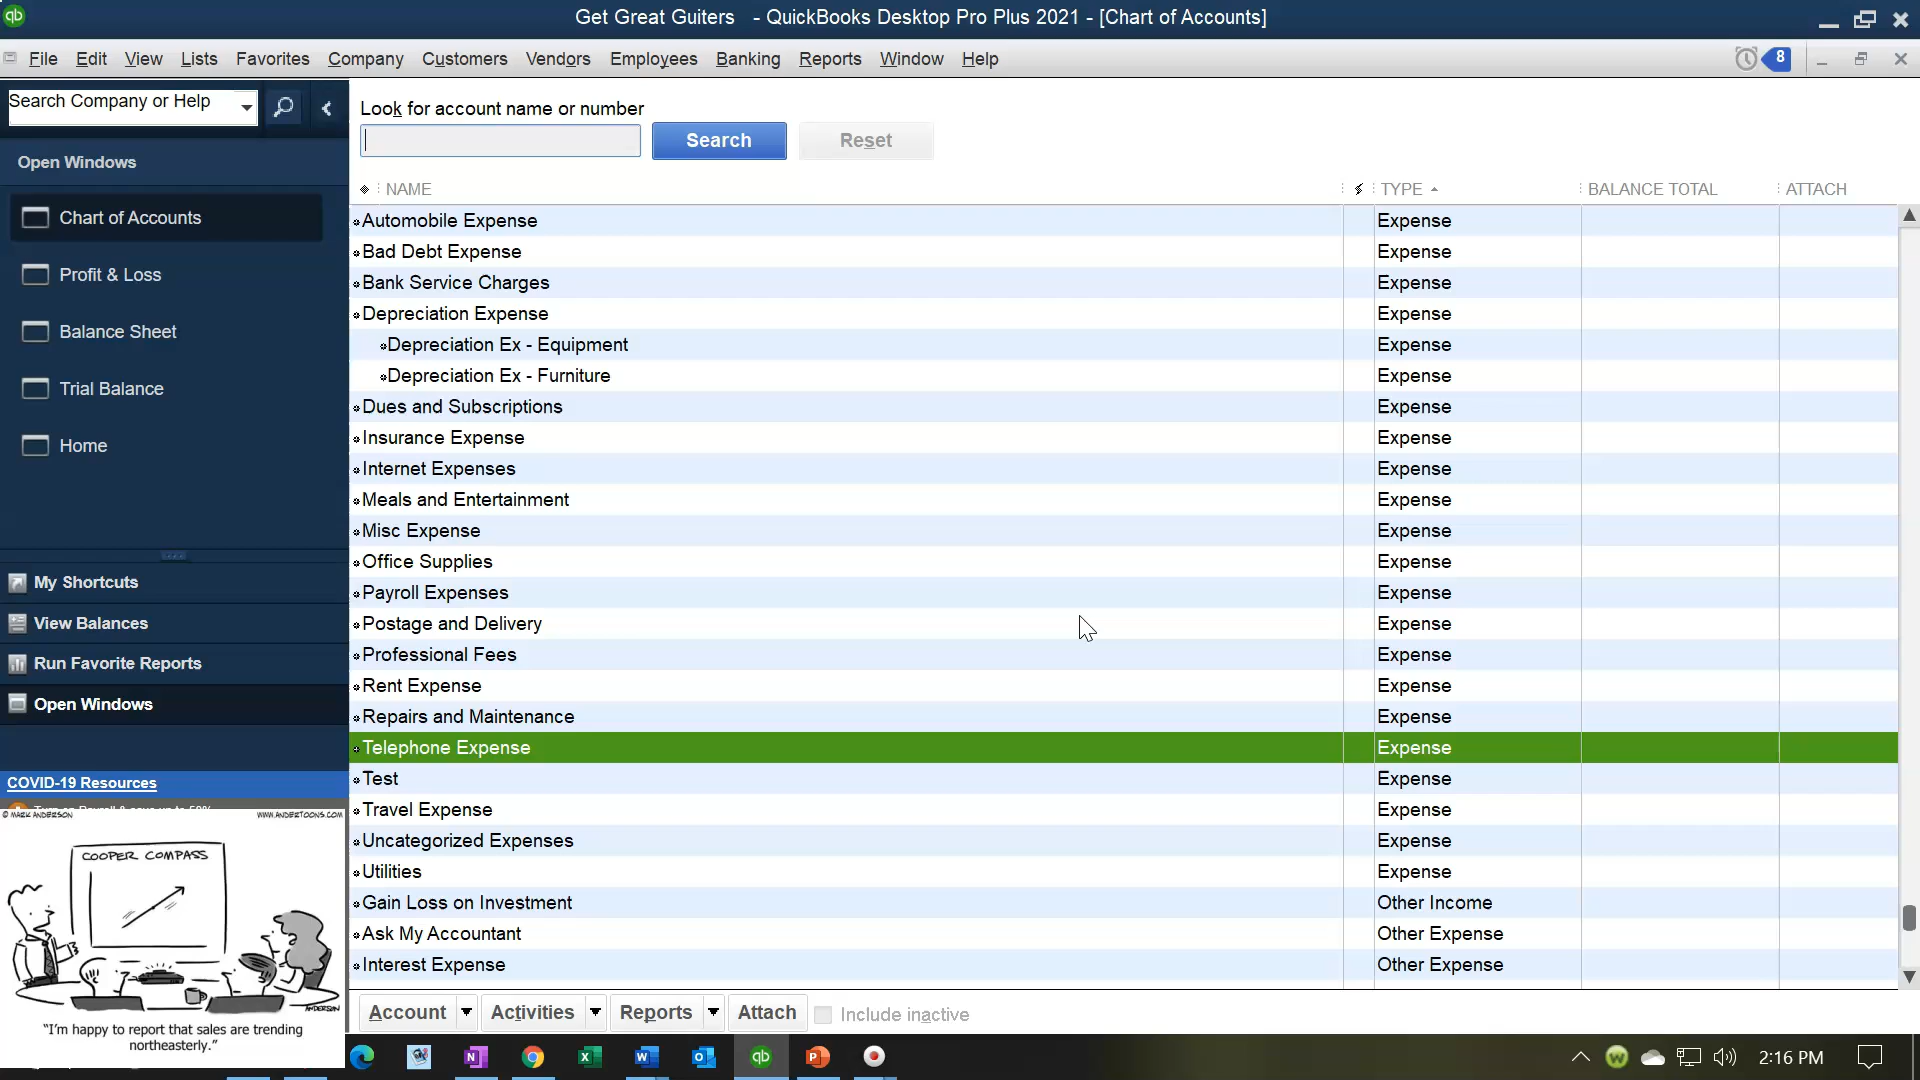 Get Great Guiters - QuickBooks Desktop Pro Plus 2021 - [Chart of Accounts]
File Edit View Lists Favorites Company Customers Vendors Employees Banking Reports Window Help
8
Search Company or Help
Open Windows
Chart of Accounts
Profit & Loss
Balance Sheet
Trial Balance
Home
My Shortcuts
View Balances
Run Favorite Reports
Open Windows
COVID-19 Resources
© MARK ANDERSON WWW.ANDERTOONS.COM
COOPER COMPASS
ANDERSON
"I'm happy to report that sales are trending
northeasterly."
Look for account name or number
Search Reset
NAME TYPE BALANCE TOTAL ATTACH
Automobile Expense Expense
Bad Debt Expense Expense
Bank Service Charges Expense
Depreciation Expense Expense
Depreciation Ex - Equipment Expense
Depreciation Ex - Furniture Expense
Dues and Subscriptions Expense
Insurance Expense Expense
Internet Expenses Expense
Meals and Entertainment Expense
Misc Expense Expense
Office Supplies Expense
Payroll Expenses Expense
Postage and Delivery Expense
Professional Fees Expense
Rent Expense Expense
Repairs and Maintenance Expense
Telephone Expense Expense
Test Expense
Travel Expense Expense
Uncategorized Expenses Expense
Utilities Expense
Gain Loss on Investment Other Income
Ask My Accountant Other Expense
Interest Expense Other Expense
Account Activities Reports Attach Include inactive
2:16 PM